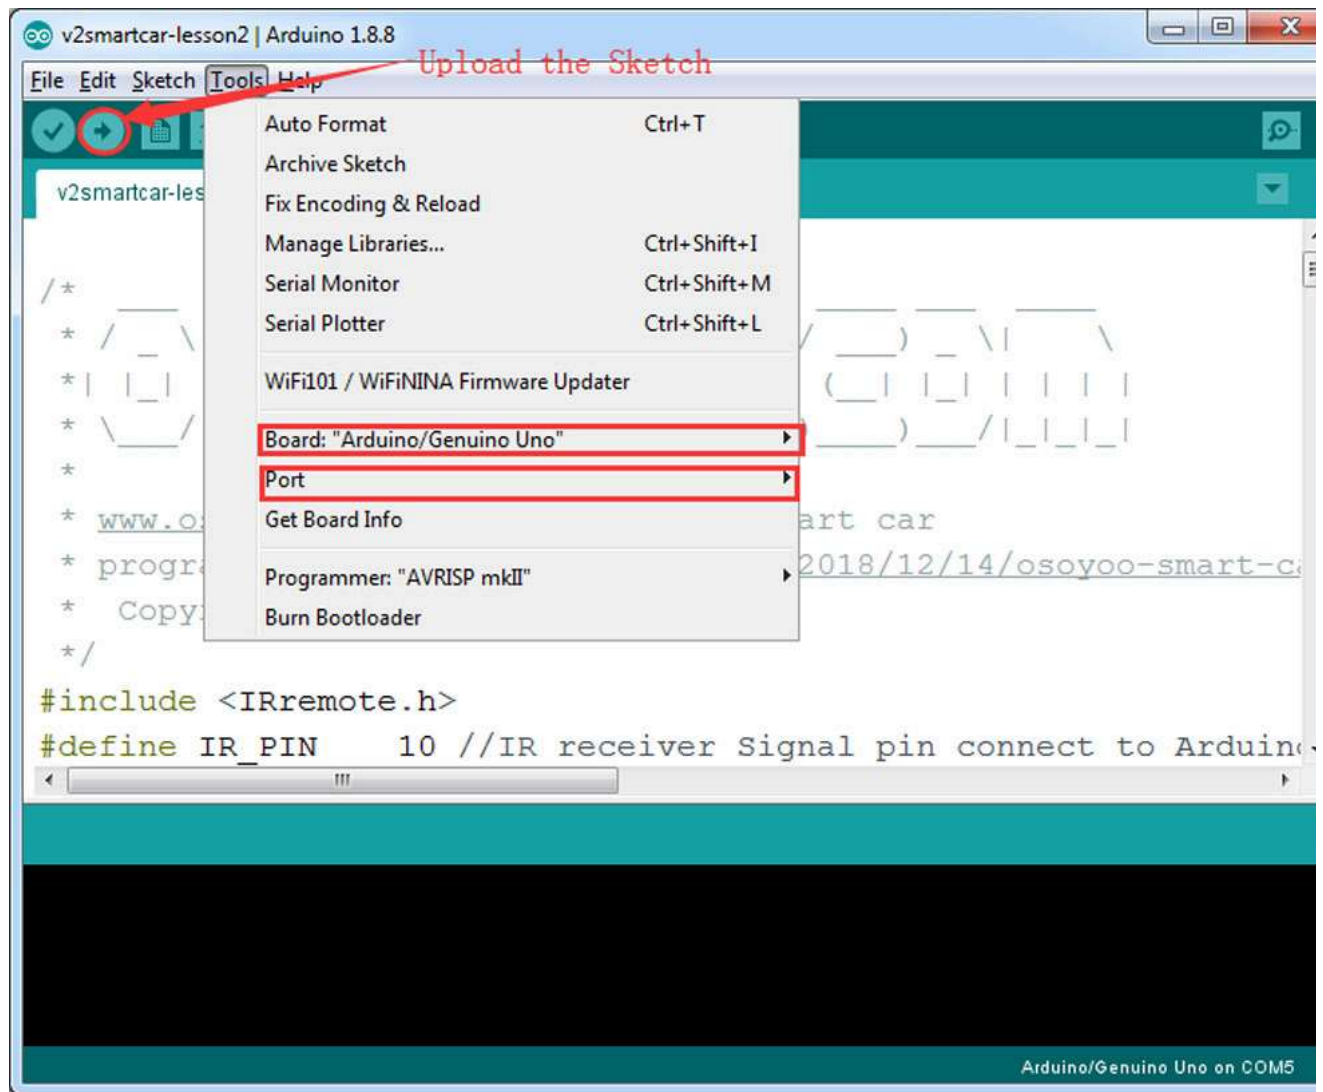 v2smartcar-lesson2 | Arduino 1.8.8
Upload the Sketch
File Edit Sketch Tools Help
Auto Format Ctrl+T
Archive Sketch
v2smartcar-les
Fix Encoding & Reload
Manage Libraries... Ctrl+Shift+I
Serial Monitor Ctrl+Shift+M
Serial Plotter Ctrl+Shift+L
WiFi101 / WiFiNINA Firmware Updater
Board: "Arduino/Genuino Uno"
Port
Get Board Info
* www.o art car
* progra 2018/12/14/osoyoo-smart-c
Programmer: "AVRISP mkII"
* Copy
Burn Bootloader
*/
#include <IRremote.h>
#define IR_PIN 10 //IR receiver Signal pin connect to Arduin
Arduino/Genuino Uno on COM5